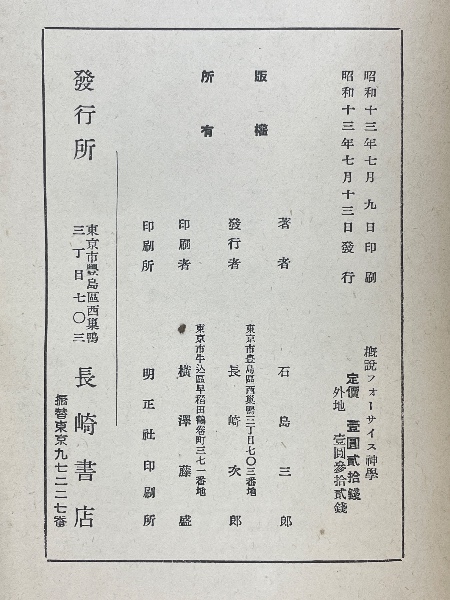 昭和十三年七月九日印刷
昭和十三年七月十三日發行
概説フォーサイス神學
定價 壹圓貳拾錢
外地 壹圓參拾貳錢
版權
所有
著者 石島三郎
東京市豊島區西巣鴨三丁目七〇三番地
發行者 長崎次郎
東京市牛込區早稲田鶴巻町三七一番地
印刷者 横澤藤盛
印刷所 明正社印刷所
發行所
東京市豐島區西巣鴨
三丁目七〇三
長崎書店
振替東京九七二二七番